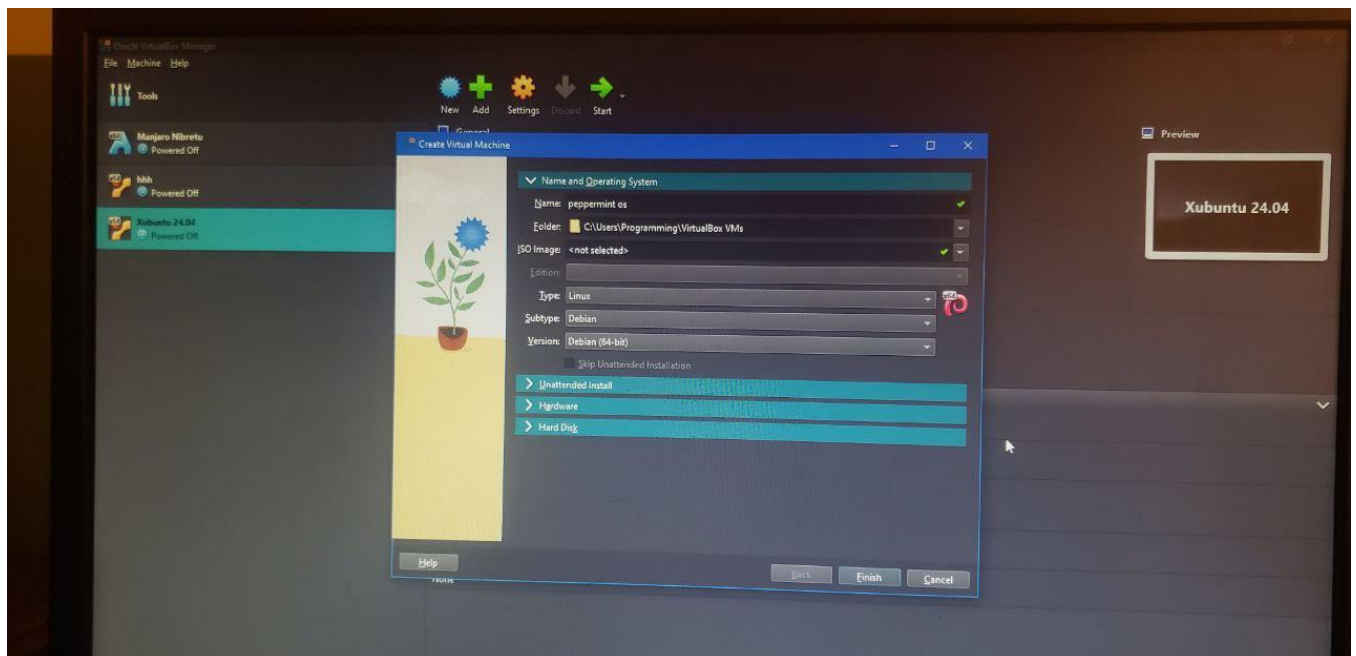 Oracle VirtualBox Manager
File Machine Help
Tools
New Add Settings Discard Start
General
Manjaro Nibretu
Powered Off
hhh
Powered Off
Xubuntu 24.04
Powered Off
Preview
Xubuntu 24.04
Create Virtual Machine
Name and Operating System
Name: peppermint os
Folder: C:\Users\Programming\VirtualBox VMs
ISO Image: <not selected>
Edition:
Type: Linux
x64
Subtype: Debian
Version: Debian (64-bit)
Skip Unattended Installation
Unattended Install
Hardware
Hard Disk
Help
Back Finish Cancel
None